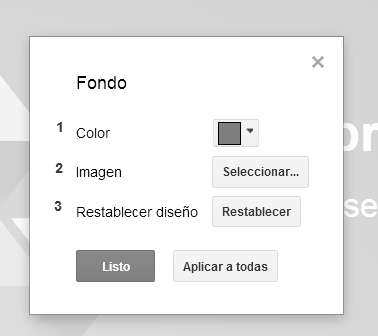 Fondo
1 Color
2 Imagen Seleccionar...
3 Restablecer diseño Restablecer
Listo Aplicar a todas